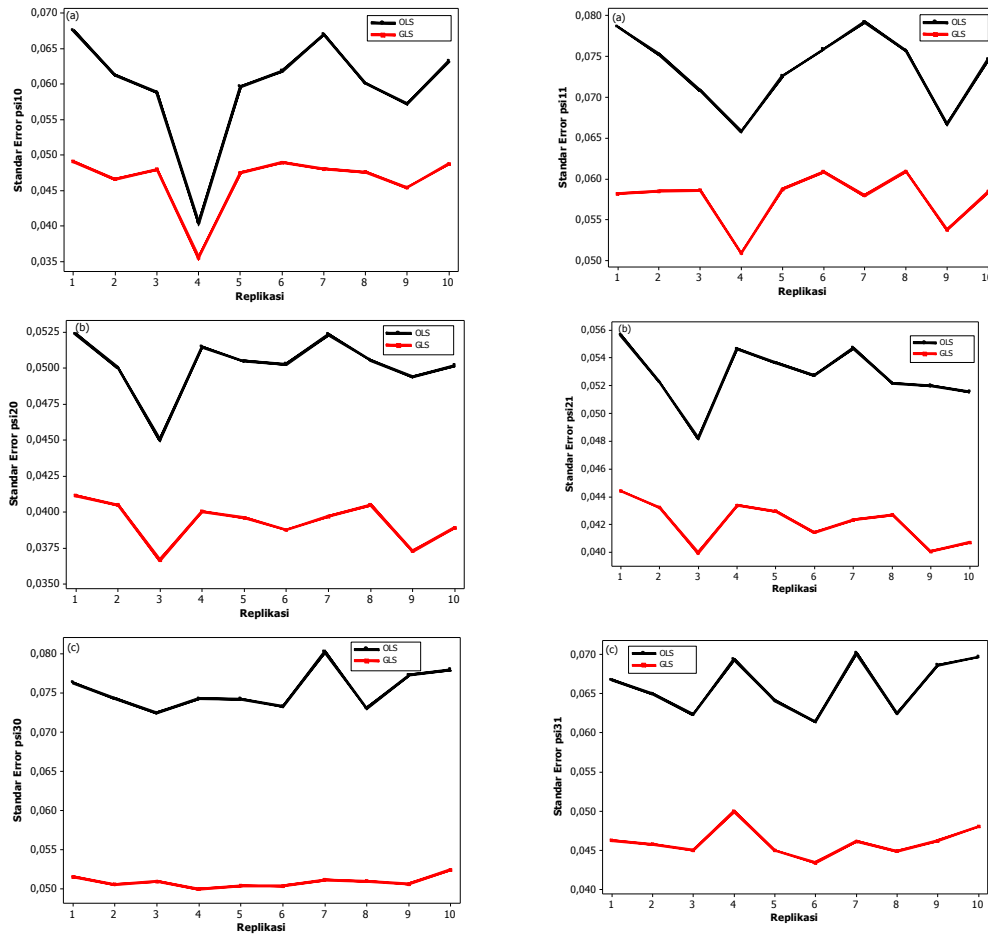 (a)
OLS
GLS
Standar Error psi10
0,070
0,065
0,060
0,055
0,050
0,045
0,040
0,035
1 2 3 4 5 6 7 8 9 10
Replikasi
(a)
OLS
GLS
Standar Error psi11
0,080
0,075
0,070
0,065
0,060
0,055
0,050
1 2 3 4 5 6 7 8 9 10
Replikasi
(b)
OLS
GLS
Standar Error psi20
0,0525
0,0500
0,0475
0,0450
0,0425
0,0400
0,0375
0,0350
1 2 3 4 5 6 7 8 9 10
Replikasi
(b)
OLS
GLS
Standar Error psi21
0,056
0,054
0,052
0,050
0,048
0,046
0,044
0,042
0,040
1 2 3 4 5 6 7 8 9 10
Replikasi
(c)
OLS
GLS
Standar Error psi30
0,080
0,075
0,070
0,065
0,060
0,055
0,050
1 2 3 4 5 6 7 8 9 10
Replikasi
(c)
OLS
GLS
Standar Error psi31
0,070
0,065
0,060
0,055
0,050
0,045
0,040
1 2 3 4 5 6 7 8 9 10
Replikasi